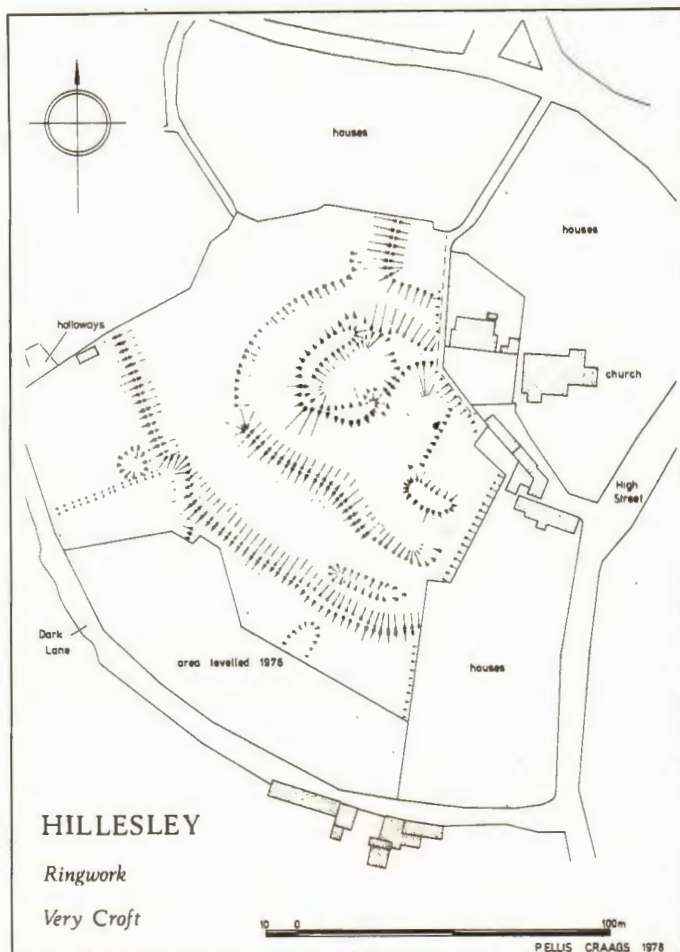 houses
houses
holloways
church
High
Street
Dark
Lane
area levelled 1976
houses
HILLESLEY
Ringwork
Very Croft
10 0 100m
P ELLIS CRAAGS 1978